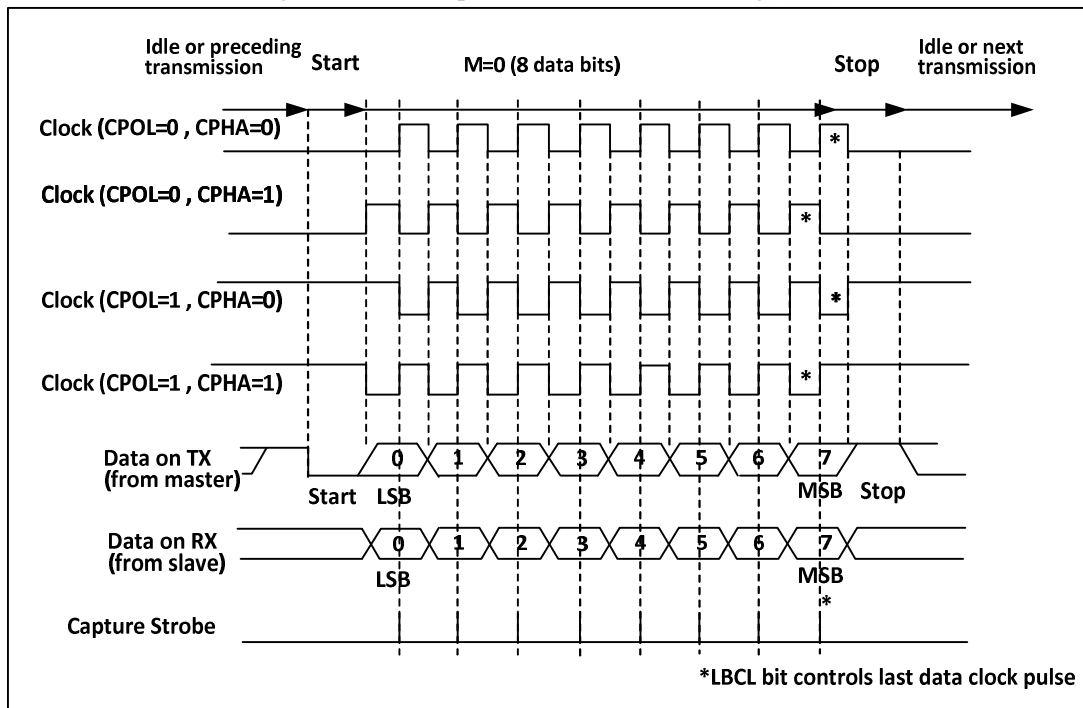 Idle or preceding
transmission
Start
M=0 (8 data bits)
Stop
Idle or next
transmission
Clock (CPOL=0 , CPHA=0)
*
Clock (CPOL=0 , CPHA=1)
*
Clock (CPOL=1 , CPHA=0)
*
Clock (CPOL=1 , CPHA=1)
*
Data on TX
(from master)
0 1 2 3 4 5 6 7
Start LSB MSB Stop
Data on RX
(from slave)
0 1 2 3 4 5 6 7
LSB MSB
*
Capture Strobe
*LBCL bit controls last data clock pulse